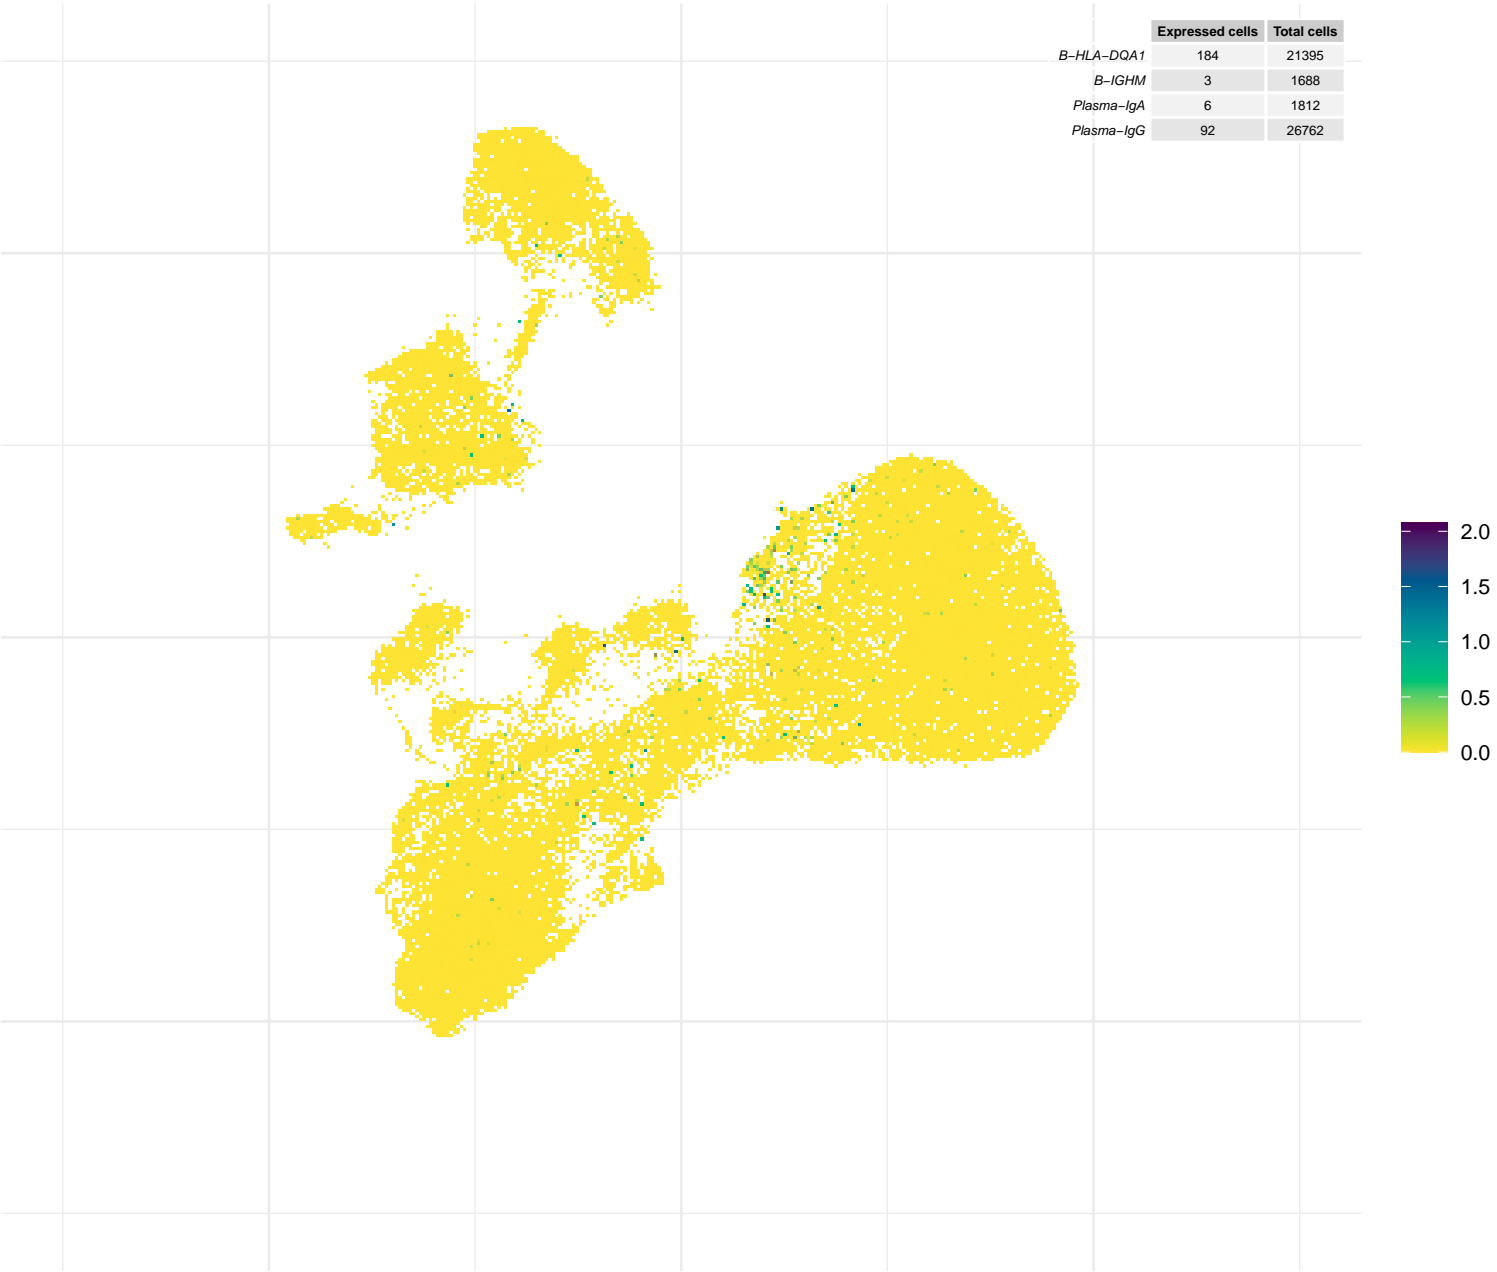 Expressed cells Total cells
B−HLA−DQA1 184 21395
B−IGHM 3 1688
Plasma−IgA 6 1812
Plasma−IgG 92 26762
2.0
1.5
1.0
0.5
0.0